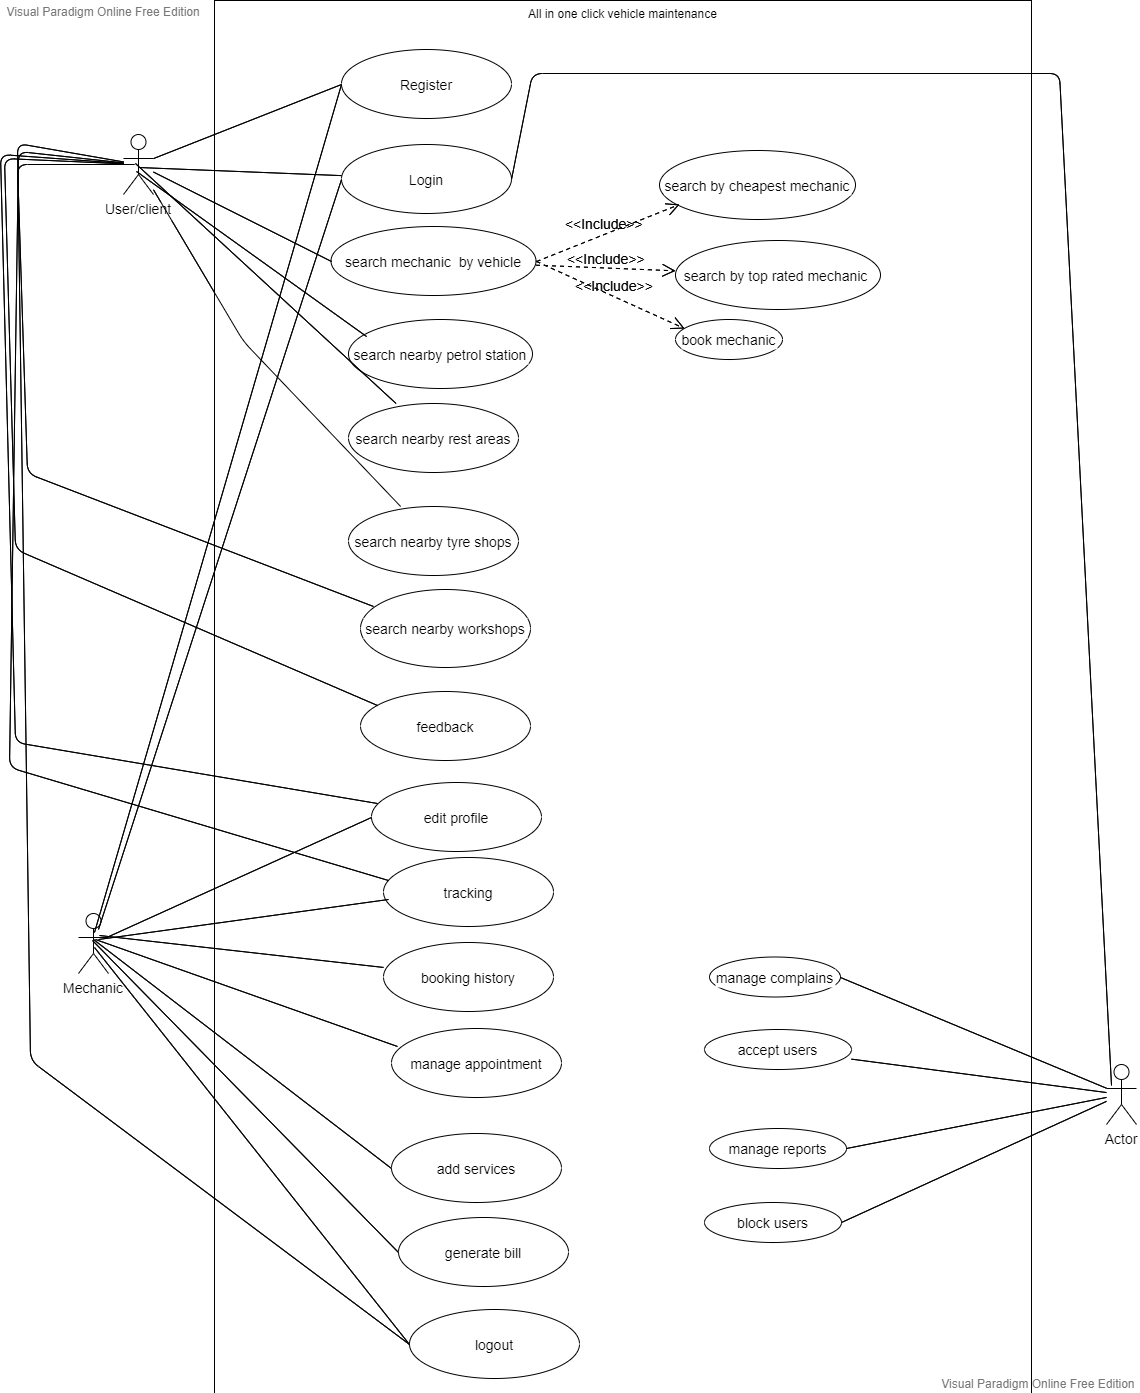 Visual Paradigm Online Free Edition
All in one click vehicle maintenance
Register
Login
User/client
search by cheapest mechanic
<<Include>>
search mechanic by vehicle
<<Include>>
search by top rated mechanic
<<Include>>
book mechanic
search nearby petrol station
search nearby rest areas
search nearby tyre shops
search nearby workshops
feedback
edit profile
tracking
Mechanic
booking history
manage complains
manage appointment
accept users
Actor
manage reports
add services
block users
generate bill
logout
Visual Paradigm Online Free Edition